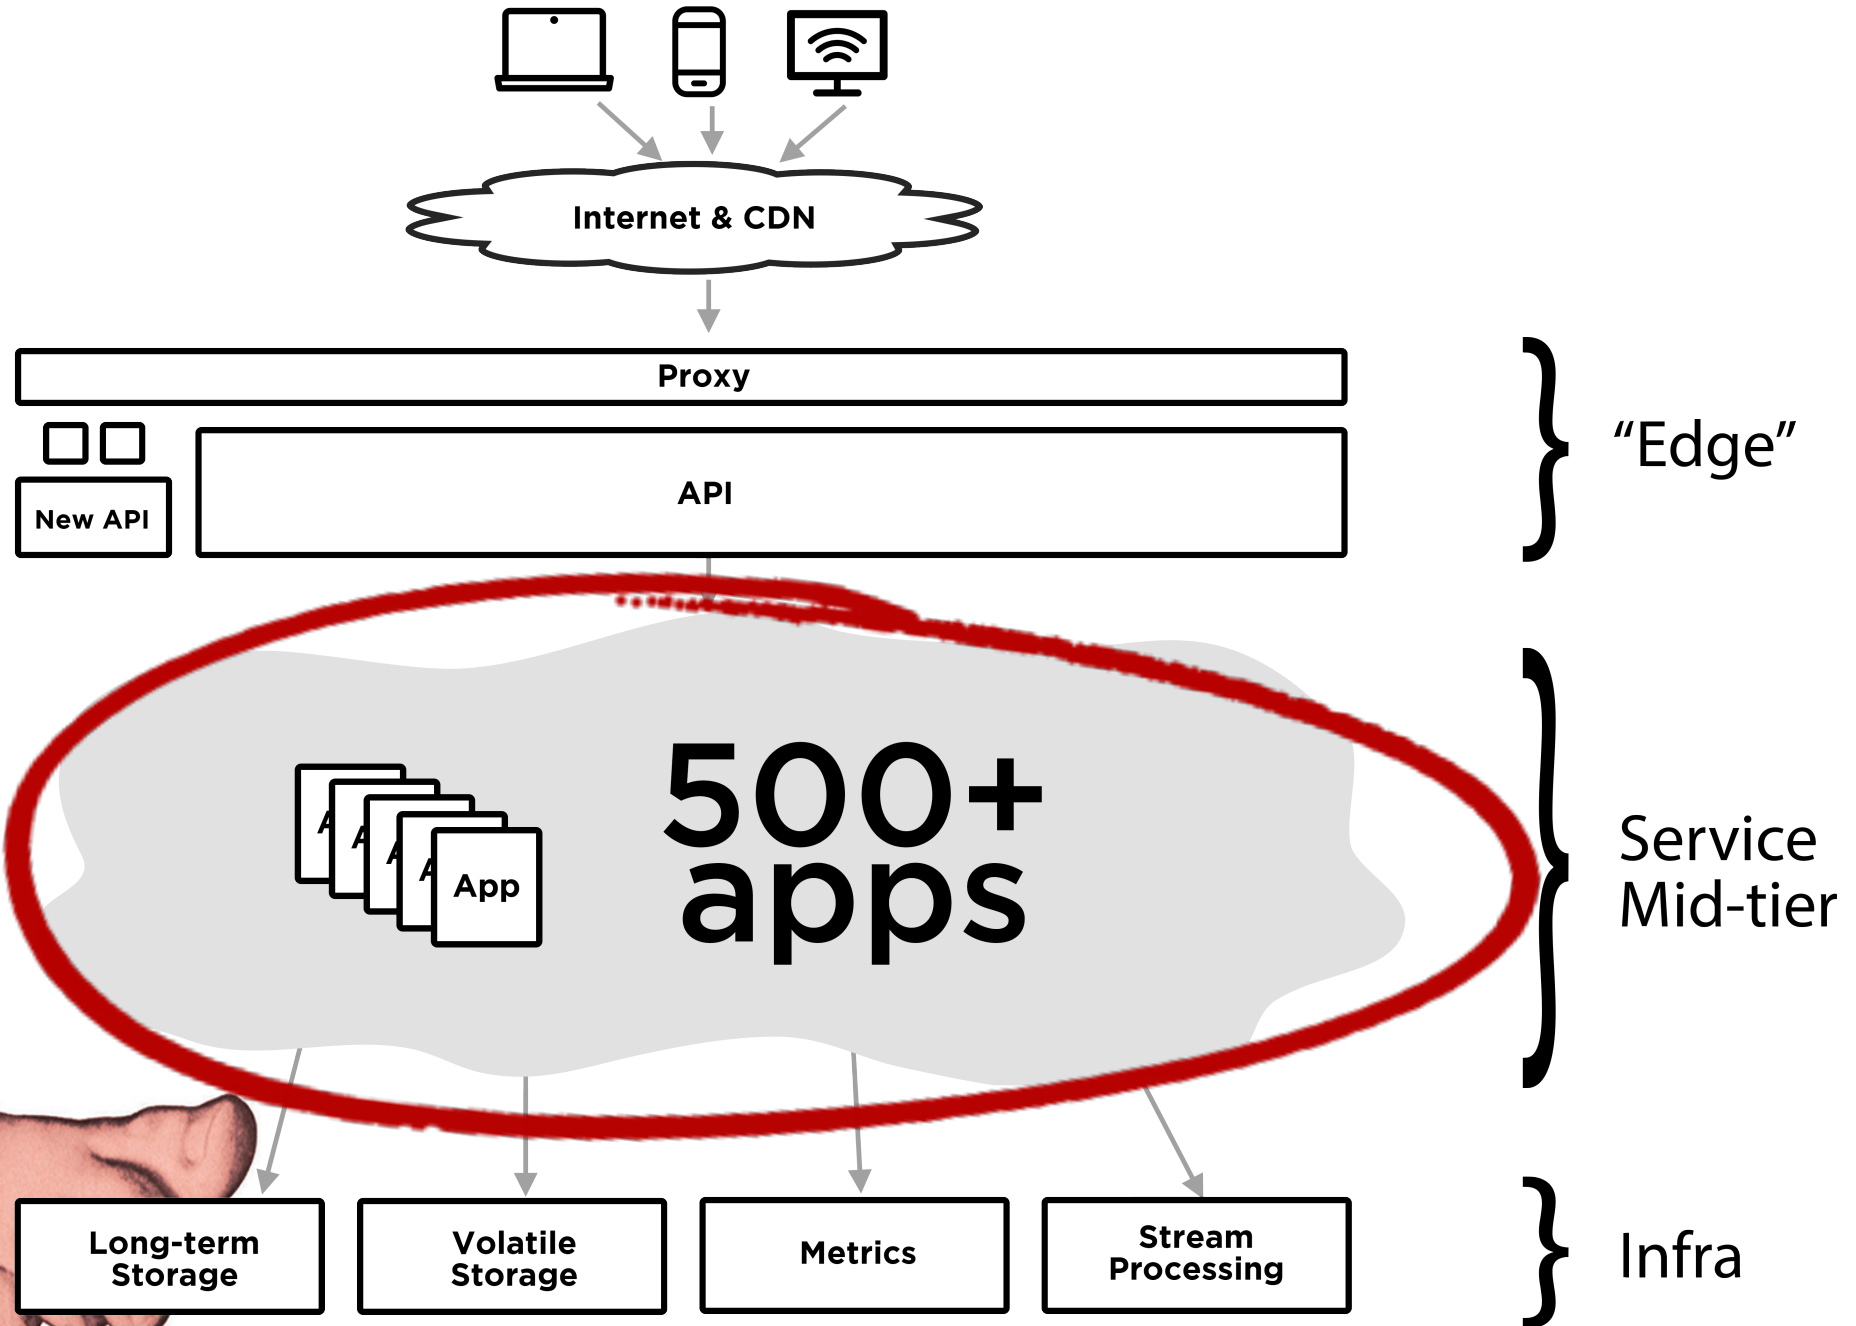 Internet & CDN
Proxy
API
New API
“Edge”
500+
apps
A
A
A
A
App
Service
Mid-tier
Long-term
Storage
Volatile
Storage
Metrics
Stream
Processing
Infra